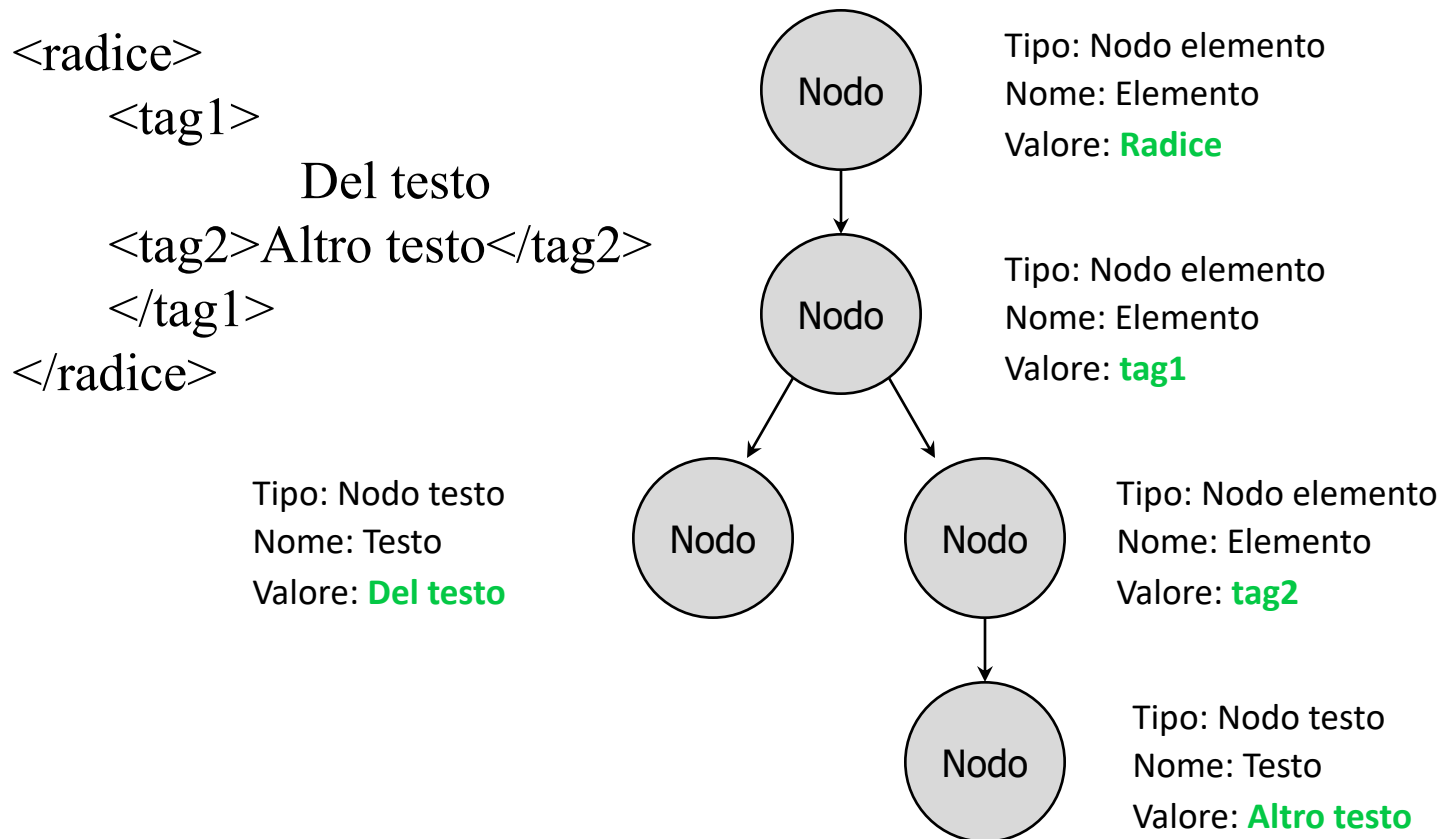 <radice>
<tag1>
Del testo
<tag2>Altro testo</tag2>
</tag1>
</radice>
Nodo
Tipo: Nodo elemento
Nome: Elemento
Valore: Radice
Nodo
Tipo: Nodo elemento
Nome: Elemento
Valore: tag1
Tipo: Nodo testo
Nome: Testo
Valore: Del testo
Nodo
Nodo
Tipo: Nodo elemento
Nome: Elemento
Valore: tag2
Nodo
Tipo: Nodo testo
Nome: Testo
Valore: Altro testo